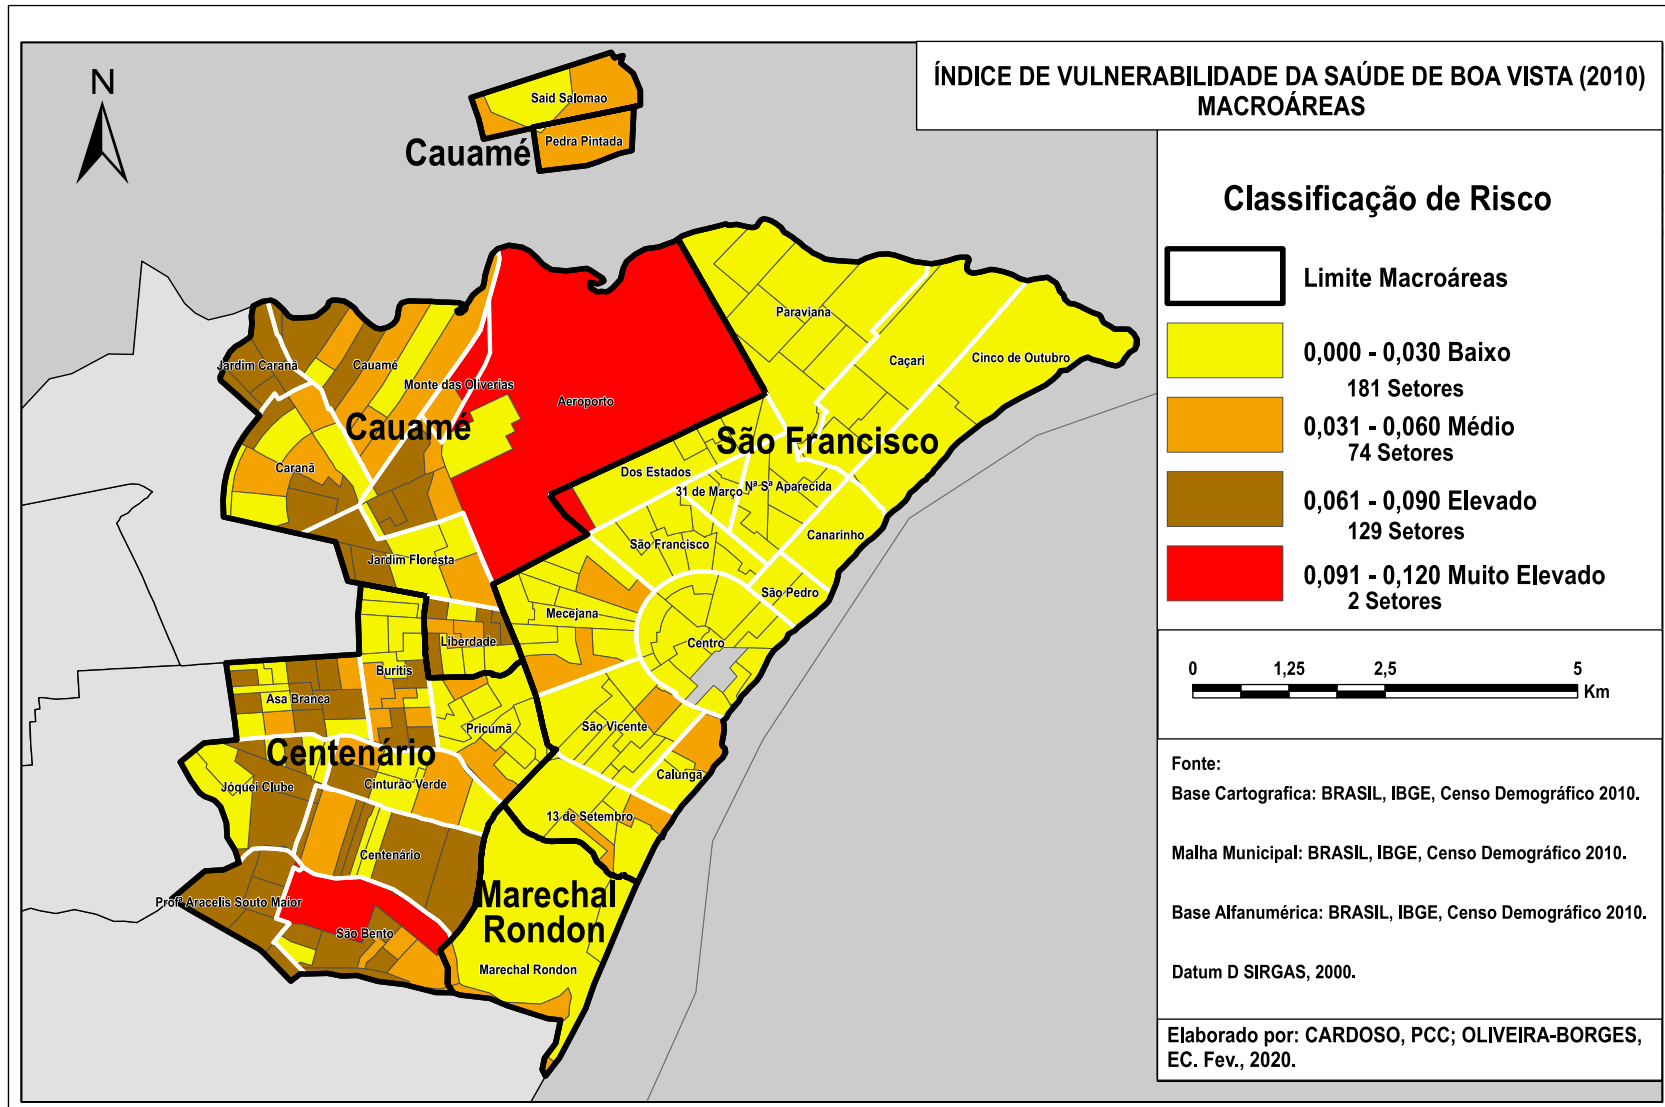 ÍNDICE DE VULNERABILIDADE DA SAÚDE DE BOA VISTA (2010)
MACROÁREAS
N
Said Salomao
Pedra Pintada
Cauamé
Classificação de Risco
Limite Macroáreas
0,000 - 0,030 Baixo
181 Setores
0,031 - 0,060 Médio
74 Setores
0,061 - 0,090 Elevado
129 Setores
0,091 - 0,120 Muito Elevado
2 Setores
Paraviana
Caçari
Cinco de Outubro
Jardim Caranã
Cauamé
Monte das Oliverias
Aeroporto
Cauamé
São Francisco
Caranã
Dos Estados
31 de Março
Nª Sª Aparecida
Canarinho
São Francisco
Jardim Floresta
São Pedro
Mecejana
Liberdade
Centro
Buritis
Asa Branca
Pricumã
São Vicente
Centenário
Calungá
Jóquei Clube
Cinturão Verde
13 de Setembro
Centenário
Marechal
Rondon
Profª Aracelis Souto Maior
São Bento
Marechal Rondon
0 1,25 2,5 5
Km
Fonte:
Base Cartografica: BRASIL, IBGE, Censo Demográfico 2010.
Malha Municipal: BRASIL, IBGE, Censo Demográfico 2010.
Base Alfanumérica: BRASIL, IBGE, Censo Demográfico 2010.
Datum D SIRGAS, 2000.
Elaborado por: CARDOSO, PCC; OLIVEIRA-BORGES,
EC. Fev., 2020.